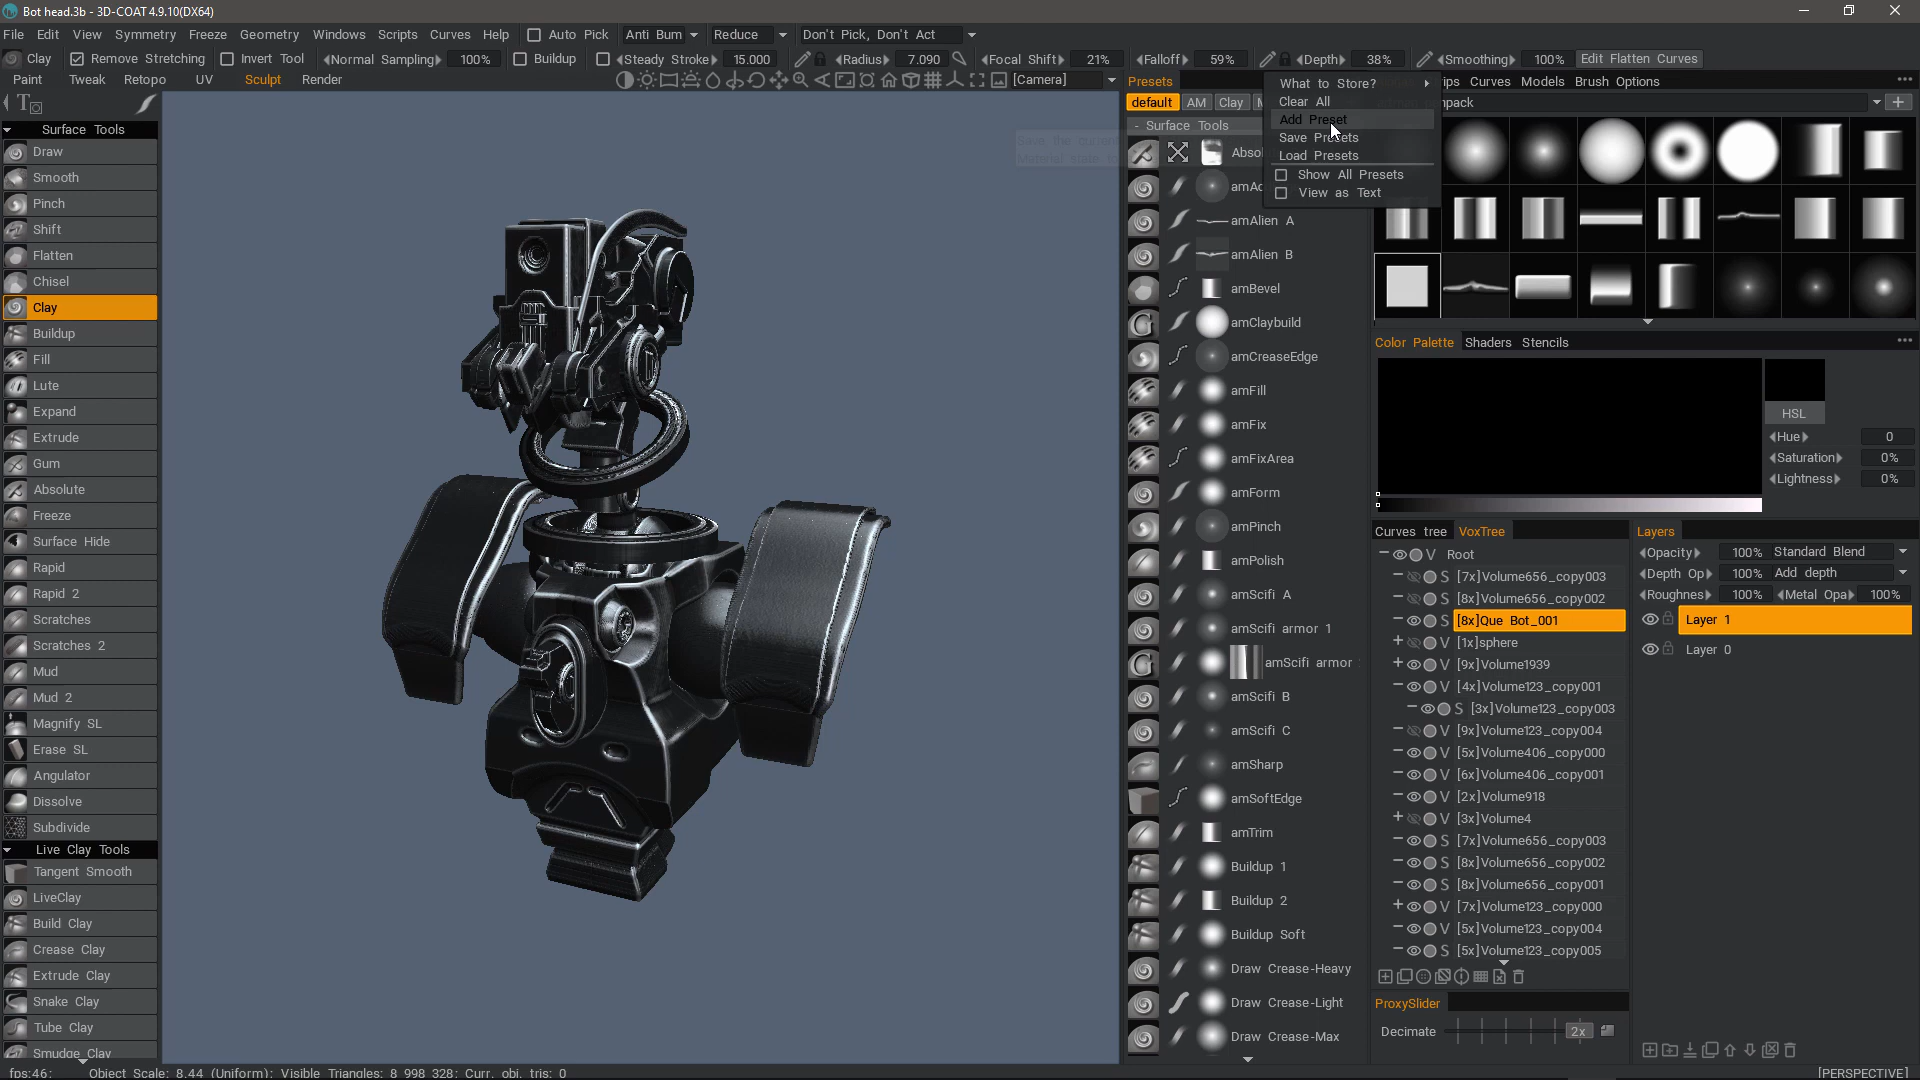 Bot head.3b - 3D-COAT 4.9.10(DX64)
File Edit View Symmetry Freeze Geometry Windows Scripts Curves Help Auto Pick Anti Bum Reduce Don't Pick, Don't Act
Clay Remove Stretching Invert Tool Normal Sampling 100% Buildup Steady Stroke 15.000 Radius 7.090 Focal Shift 21% Falloff 59% Depth 38% Smoothing 100% Edit Flatten Curves
Paint Tweak Retopo UV Sculpt Render [Camera]
Presets
What to Store?
Clear All
Add Preset
Save Presets
Load Presets
Show All Presets
View as Text
Curves Models Brush Options
default AM Clay
Surface Tools
amAlien A
amAlien B
amBevel
amClaybuild
amCreaseEdge
amFill
amFix
amFixArea
amForm
amPinch
amPolish
amScifi A
amScifi armor 1
amScifi armor
amScifi B
amScifi C
amSharp
amSoftEdge
amTrim
Buildup 1
Buildup 2
Buildup Soft
Draw Crease-Heavy
Draw Crease-Light
Draw Crease-Max
Surface Tools
Draw
Smooth
Pinch
Shift
Flatten
Chisel
Clay
Buildup
Fill
Lute
Expand
Extrude
Gum
Absolute
Freeze
Surface Hide
Rapid
Rapid 2
Scratches
Scratches 2
Mud
Mud 2
Magnify SL
Erase SL
Angulator
Dissolve
Subdivide
Live Clay Tools
Tangent Smooth
LiveClay
Build Clay
Crease Clay
Extrude Clay
Snake Clay
Tube Clay
Smudge Clay
Color Palette Shaders Stencils
HSL
Hue 0
Saturation 0%
Lightness 0%
Curves tree VoxTree
V Root
S [7x]Volume656_copy003
S [8x]Volume656_copy002
S [8x]Que Bot_001
V [1x]sphere
V [9x]Volume1939
V [4x]Volume123_copy001
S [3x]Volume123_copy003
V [9x]Volume123_copy004
V [5x]Volume406_copy000
V [6x]Volume406_copy001
V [2x]Volume918
V [3x]Volume4
S [7x]Volume656_copy003
S [8x]Volume656_copy002
S [8x]Volume656_copy001
V [7x]Volume123_copy000
V [5x]Volume123_copy004
S [5x]Volume123_copy005
ProxySlider
Decimate 2x
Layers
Opacity 100% Standard Blend
Depth Op 100% Add depth
Roughness 100% Metal Opa 100%
Layer 1
Layer 0
fps:46; Object Scale: 8.44 (Uniform); Visible Triangles: 8 998 328; Curr. obj. tris: 0 [PERSPECTIVE]